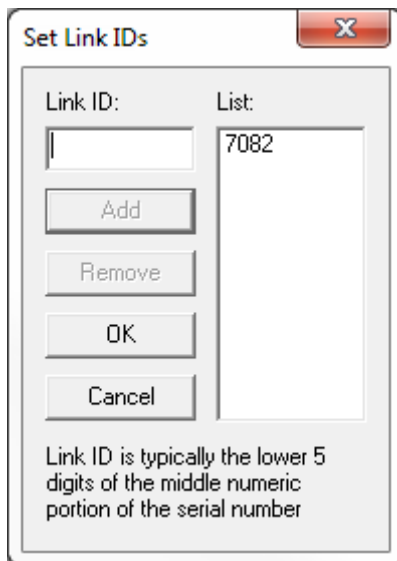 Set Link IDs
Link ID:
List:
7082
Add
Remove
OK
Cancel
Link ID is typically the lower 5
digits of the middle numeric
portion of the serial number